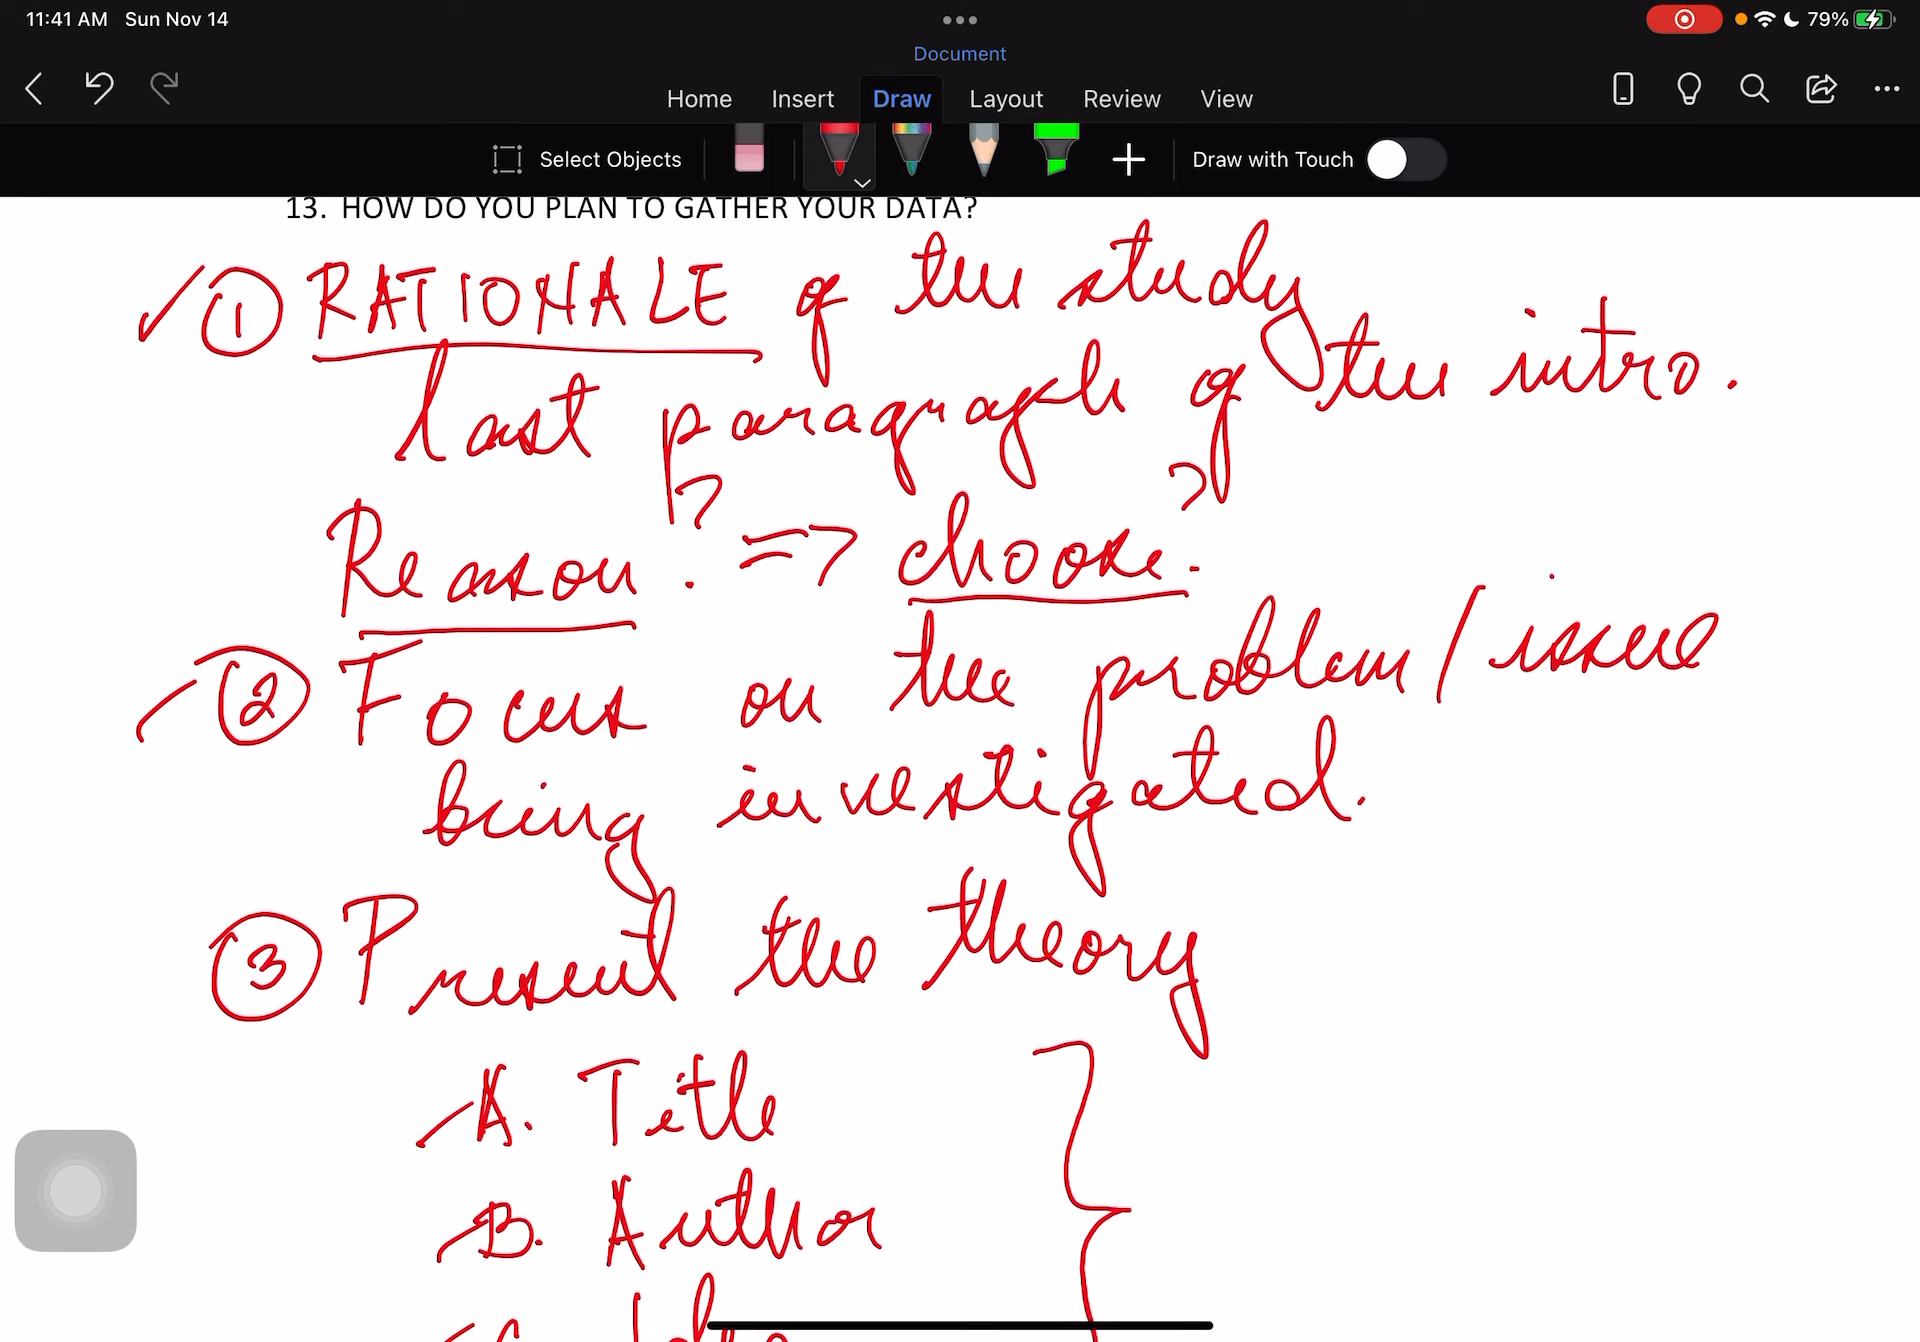 11:41 AM Sun Nov 14
79%
Document
Home Insert Draw Layout Review View
Select Objects
Draw with Touch
13. HOW DO YOU PLAN TO GATHER YOUR DATA?
① RATIONALE of the study
last paragraph of the intro.
Reason? => choose?
② Focus on the problem/issue
being investigated.
③ Present the theory
A. Title
B. Author